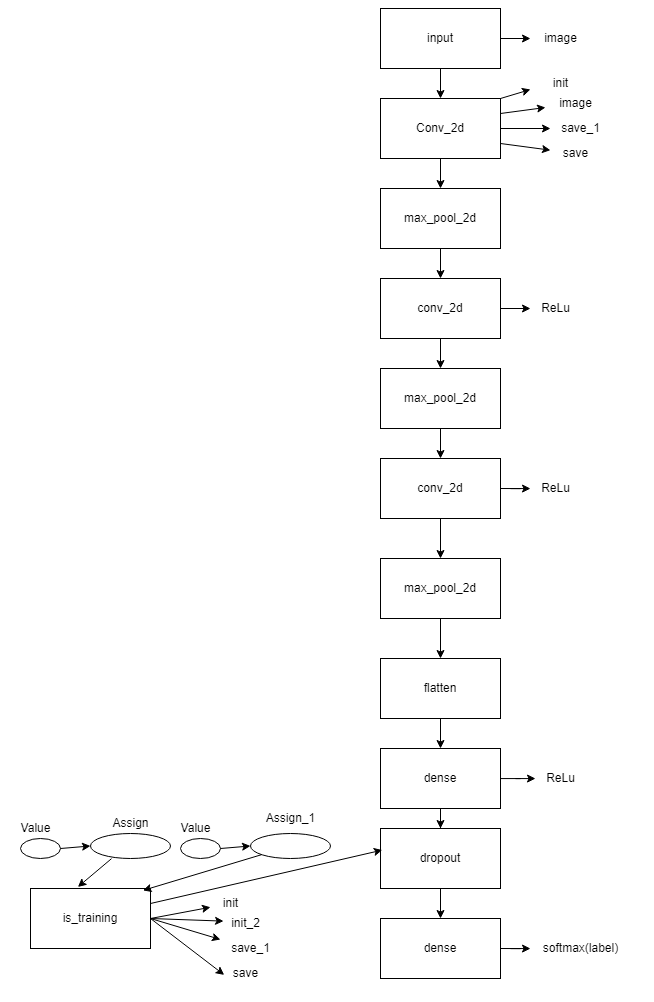 input
image
init
image
Conv_2d
save_1
save
max_pool_2d
conv_2d
ReLu
max_pool_2d
conv_2d
ReLu
max_pool_2d
flatten
dense
ReLu
Value
Assign
Value
Assign_1
dropout
is_training
init
init_2
save_1
save
dense
softmax(label)